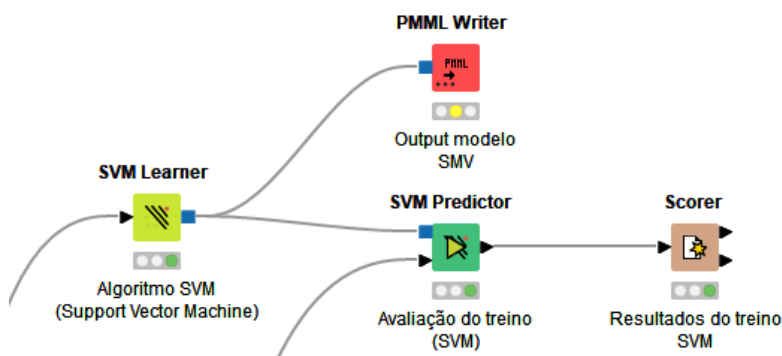 PMML Writer
PMML
Output modelo
SMV
SVM Learner
Algoritmo SVM
(Support Vector Machine)
SVM Predictor
Avaliação do treino
(SVM)
Scorer
Resultados do treino
SVM